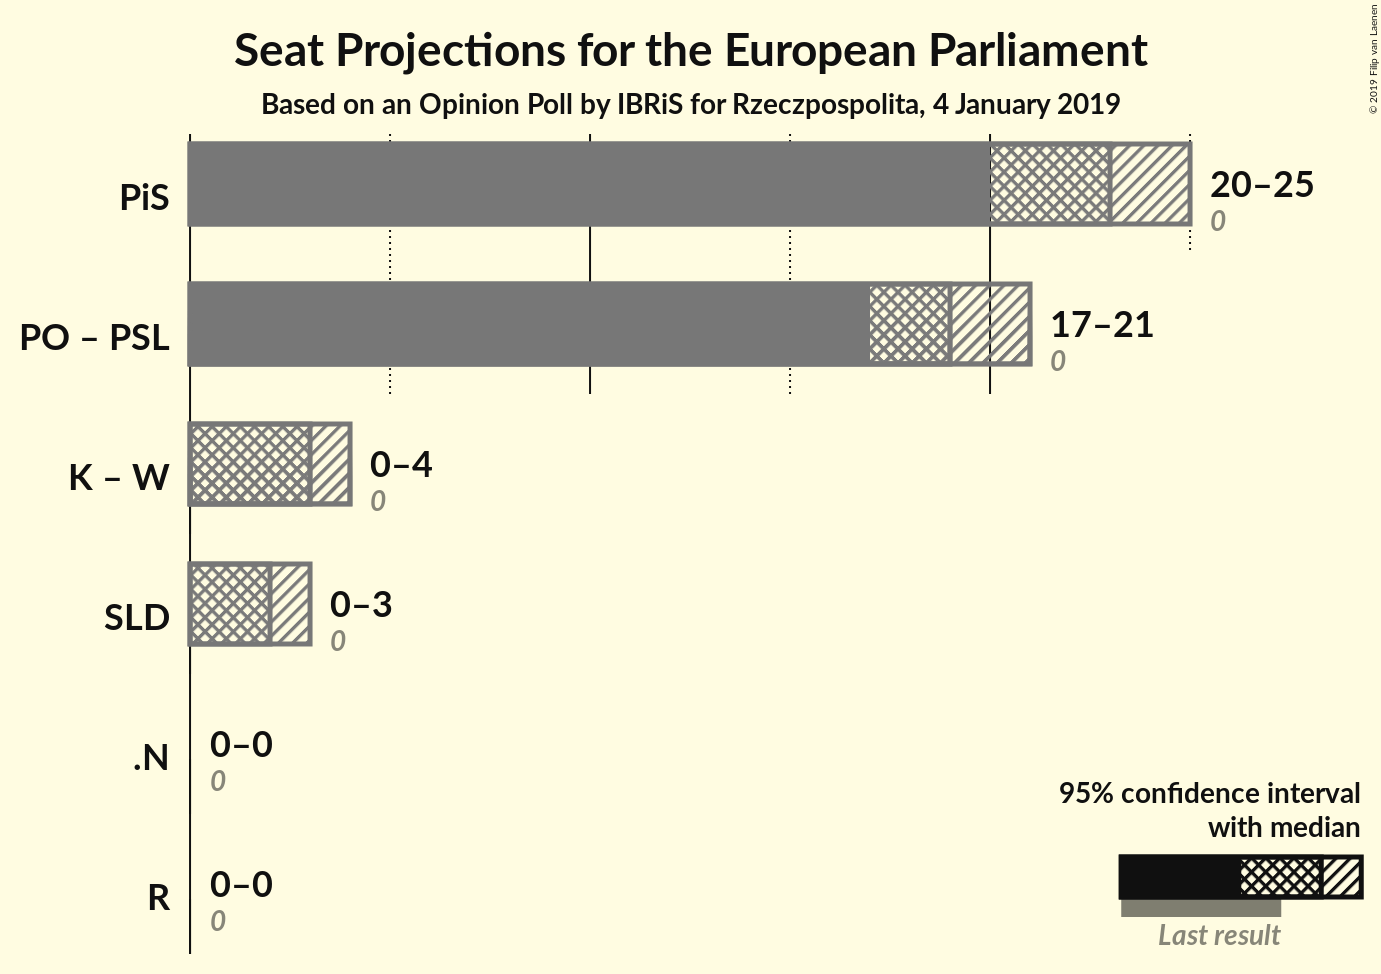 Seat Projections for the European Parliament
Based on an Opinion Poll by IBRiS for Rzeczpospolita, 4 January 2019
© 2019 Filip van Laenen
PiS
20–25
0
PO – PSL
17–21
0
K – W
0–4
0
SLD
0–3
0
.N
0–0
0
R
0–0
0
95% confidence interval
with median
Last result